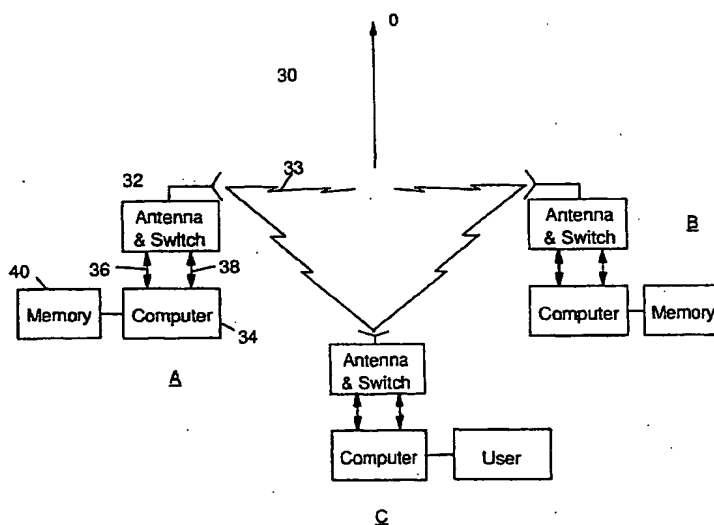 0
30
33
32
Antenna
& Switch
36
38
40
Memory
Computer
34
A
Antenna
& Switch
B
Computer
Memory
Antenna
& Switch
Computer
User
C